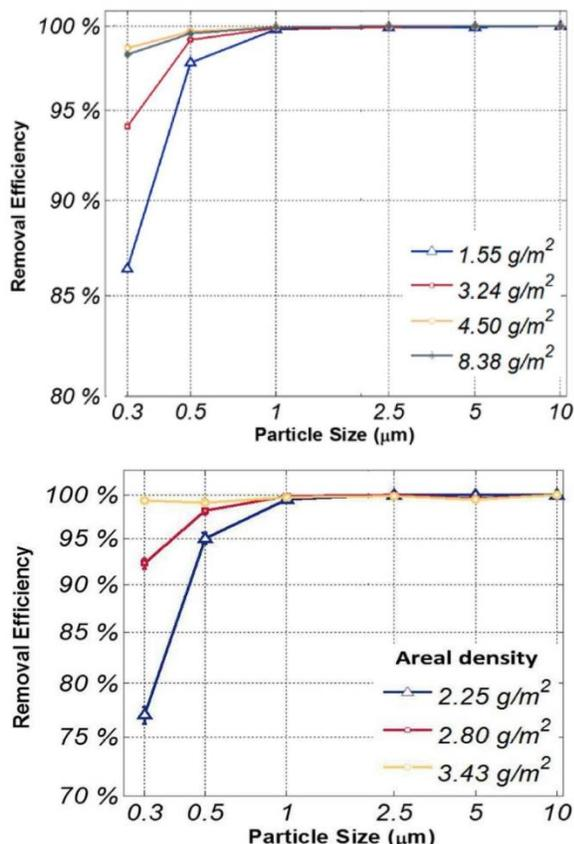 100 %
95 %
90 %
85 %
80 %
Removal Efficiency
0.3 0.5 1 2.5 5 10
Particle Size (μm)
1.55 g/m²
3.24 g/m²
4.50 g/m²
8.38 g/m²
100 %
95 %
90 %
85 %
80 %
75 %
70 %
Removal Efficiency
0.3 0.5 1 2.5 5 10
Particle Size (μm)
Areal density
2.25 g/m²
2.80 g/m²
3.43 g/m²